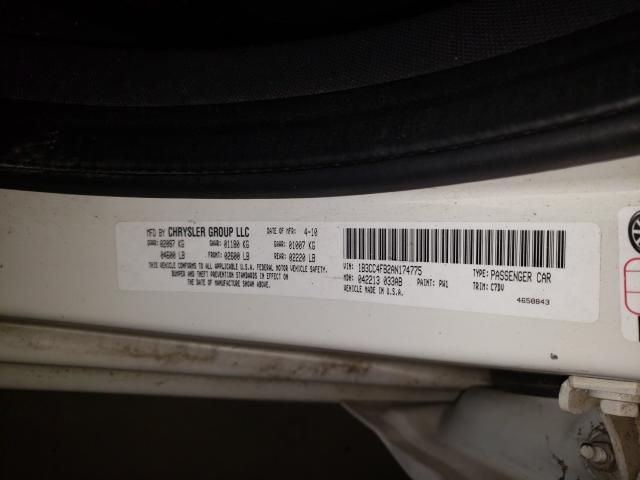 MFD BY CHRYSLER GROUP LLC DATE OF MFR: 4-10
GVWR: 02087 KG GAWR: 01180 KG GAWR: 01007 KG
04600 LB FRONT: 02600 LB REAR: 02220 LB
THIS VEHICLE CONFORMS TO ALL APPLICABLE U.S.A. FEDERAL MOTOR VEHICLE SAFETY,
BUMPER AND THEFT PREVENTION STANDARDS IN EFFECT ON
THE DATE OF MANUFACTURE SHOWN ABOVE.
VIN: 1B3CC4FB2AN174775 TYPE: PASSENGER CAR
MDH: 042213 033AB PAINT: PW1 TRIM: C7DV
VEHICLE MADE IN U.S.A.
4658843